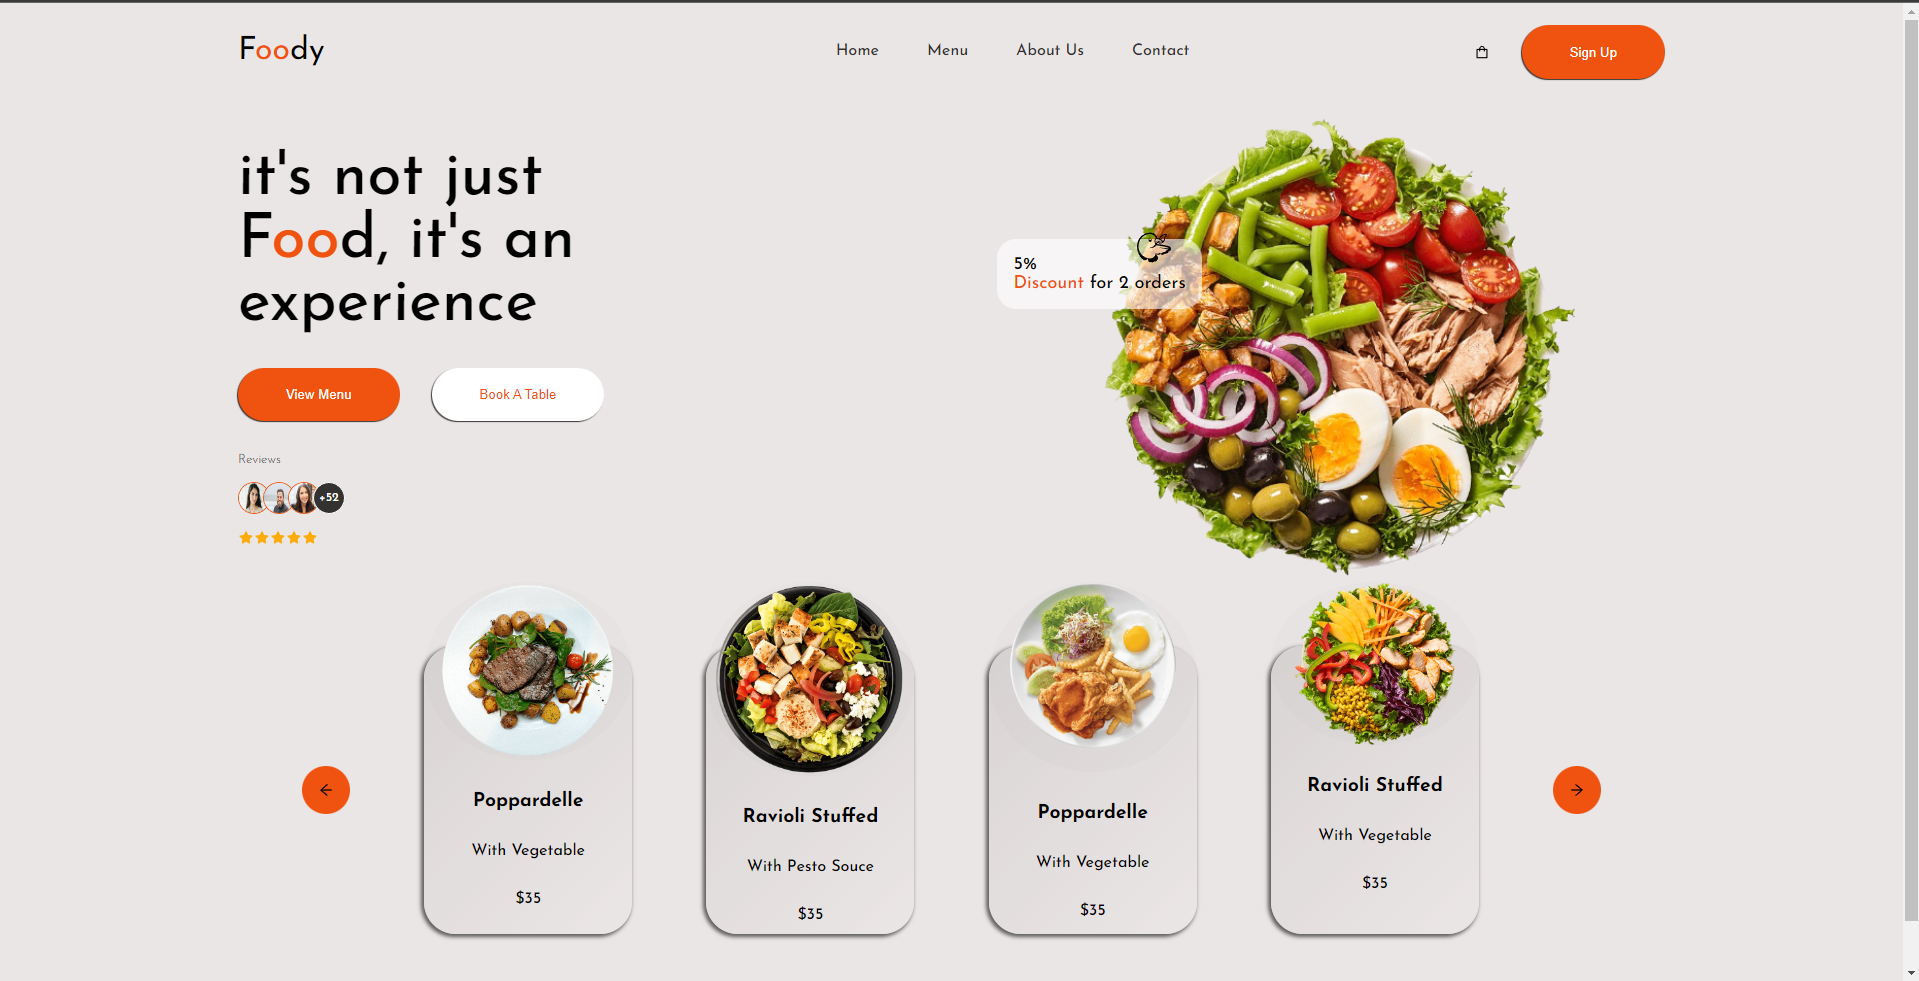 Foody
Home
Menu
About Us
Contact
Sign Up
it's not just
Food, it's an
experience
5%
Discount for 2 orders
View Menu
Book A Table
Reviews
+52
Poppardelle
With Vegetable
$35
Ravioli Stuffed
With Pesto Souce
$35
Poppardelle
With Vegetable
$35
Ravioli Stuffed
With Vegetable
$35